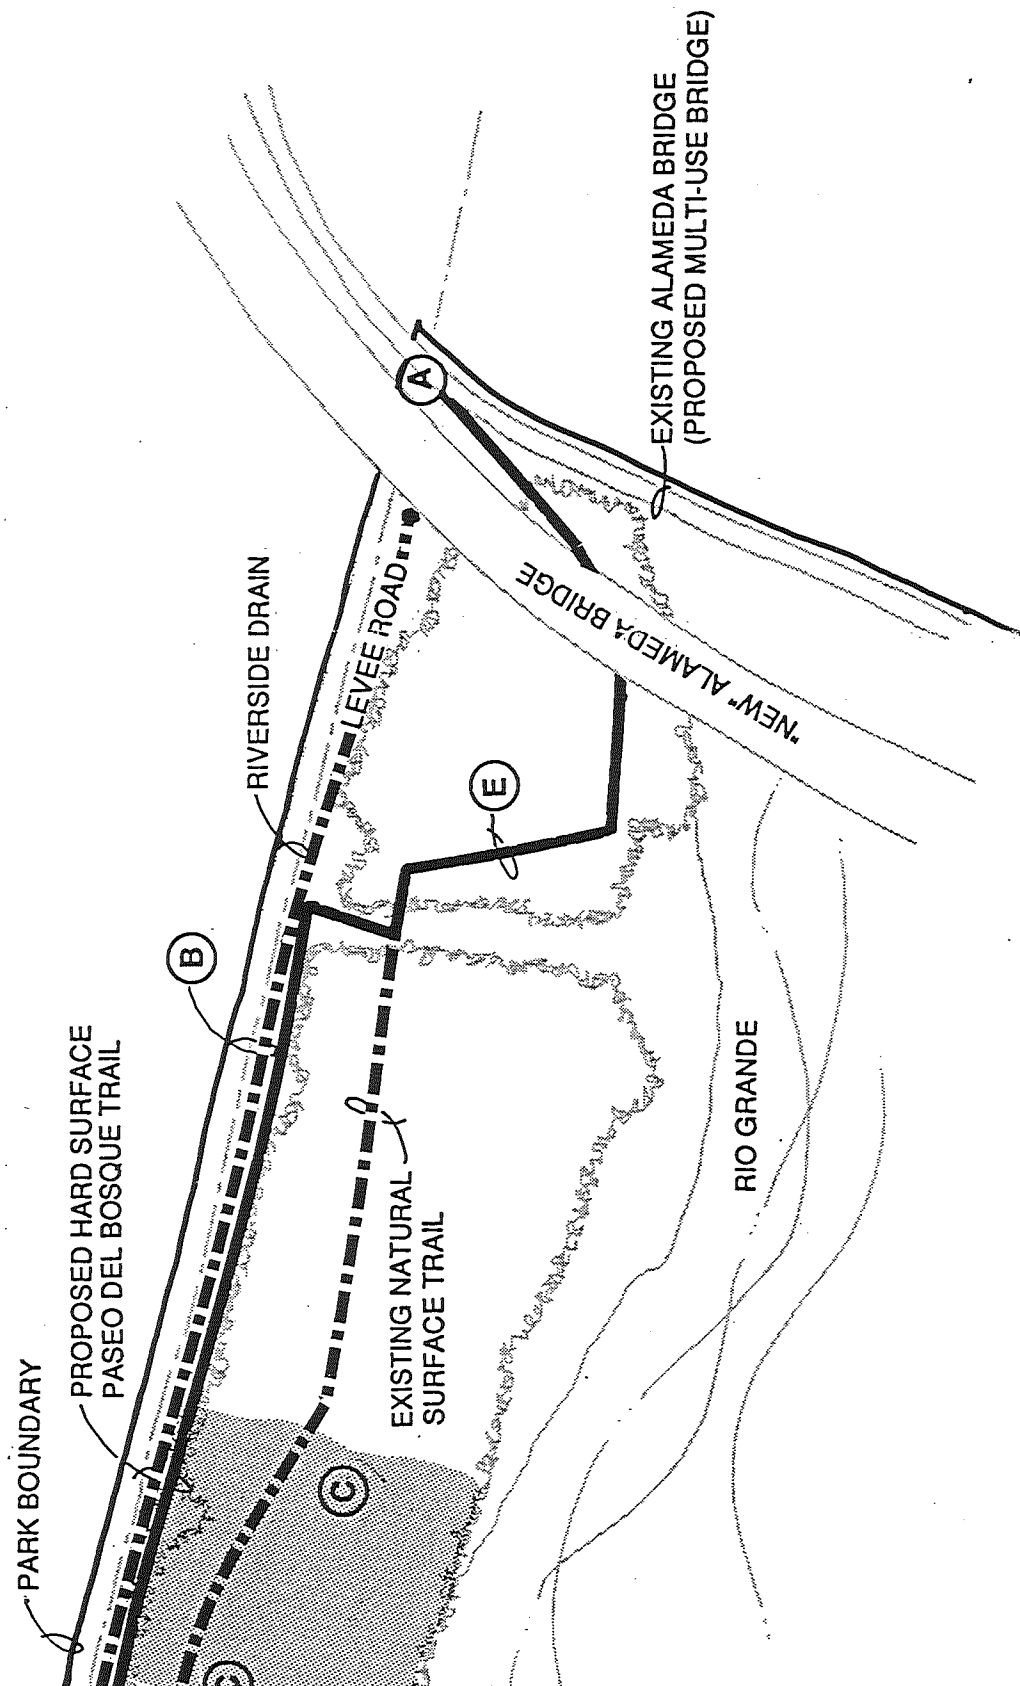 PARK BOUNDARY
PROPOSED HARD SURFACE
PASEO DEL BOSQUE TRAIL
B
RIVERSIDE DRAIN
LEVEE ROAD
A
E
C
C
EXISTING NATURAL
SURFACE TRAIL
"NEW" ALAMEDA BRIDGE
EXISTING ALAMEDA BRIDGE
(PROPOSED MULTI-USE BRIDGE)
RIO GRANDE